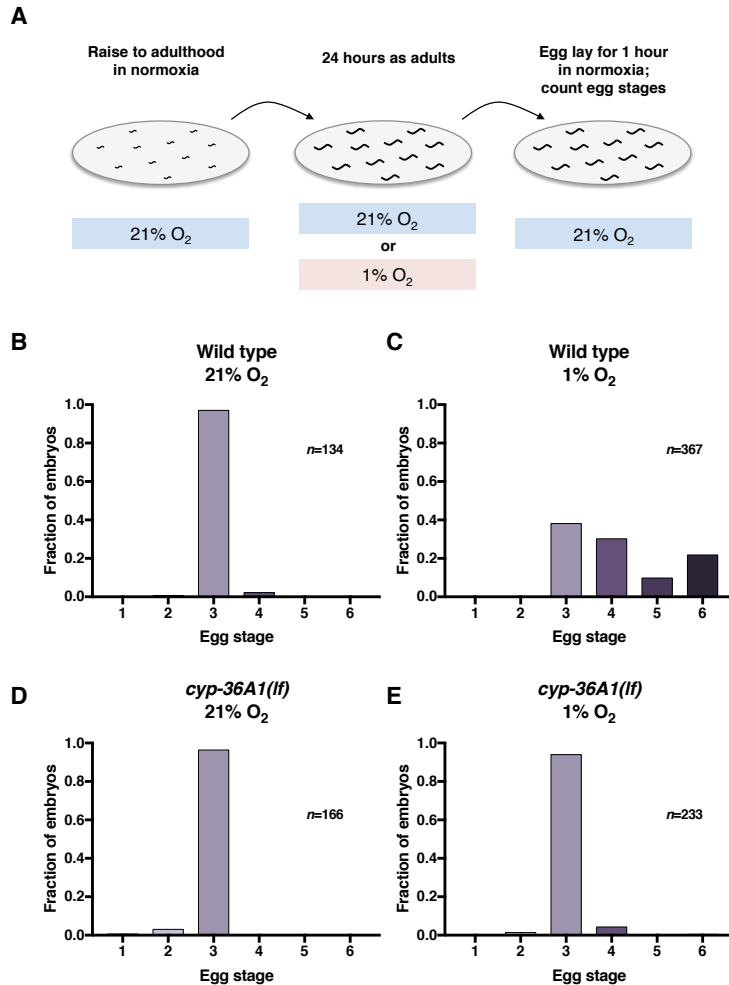 A
Raise to adulthood
in normoxia
24 hours as adults
Egg lay for 1 hour
in normoxia;
count egg stages
21% O2
21% O2
or
1% O2
21% O2
B
Wild type
21% O2
Fraction of embryos
1.0
0.8
0.6
0.4
0.2
0.0
n=134
1 2 3 4 5 6
Egg stage
C
Wild type
1% O2
Fraction of embryos
1.0
0.8
0.6
0.4
0.2
0.0
n=367
1 2 3 4 5 6
Egg stage
D
cyp-36A1(lf)
21% O2
Fraction of embryos
1.0
0.8
0.6
0.4
0.2
0.0
n=166
1 2 3 4 5 6
Egg stage
E
cyp-36A1(lf)
1% O2
Fraction of embryos
1.0
0.8
0.6
0.4
0.2
0.0
n=233
1 2 3 4 5 6
Egg stage